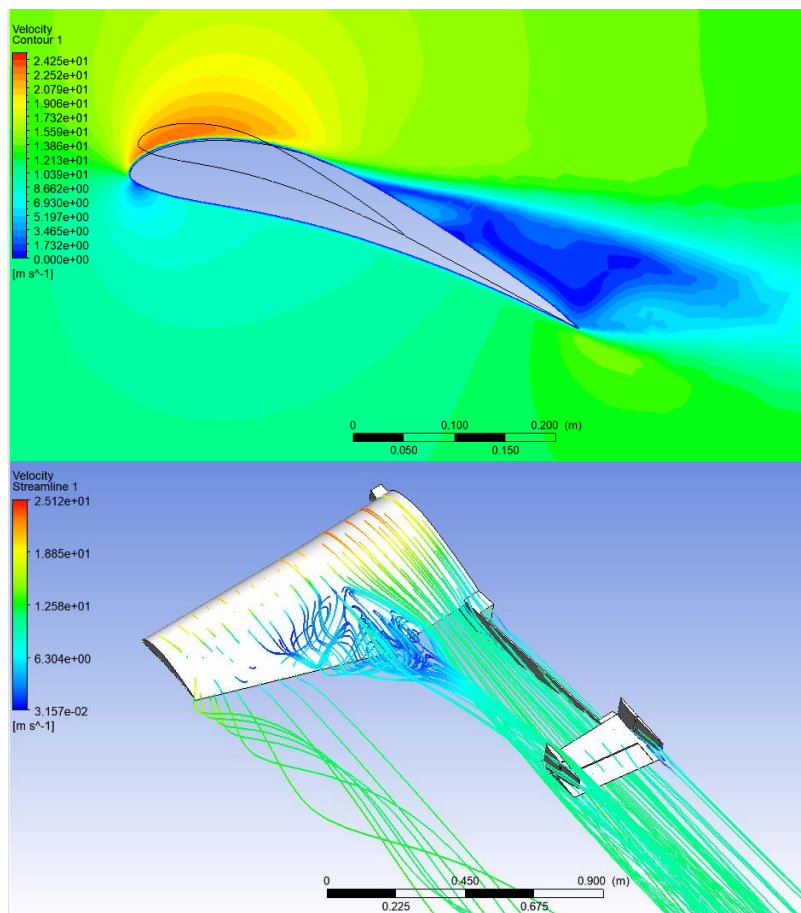 Velocity
Contour 1
2.425e+01
2.252e+01
2.079e+01
1.906e+01
1.732e+01
1.559e+01
1.386e+01
1.213e+01
1.039e+01
8.662e+00
6.930e+00
5.197e+00
3.465e+00
1.732e+00
0.000e+00
[m s^-1]
0 0.100 0.200 (m)
0.050 0.150
Velocity
Streamline 1
2.512e+01
1.885e+01
1.258e+01
6.304e+00
3.157e-02
[m s^-1]
0 0.450 0.900 (m)
0.225 0.675